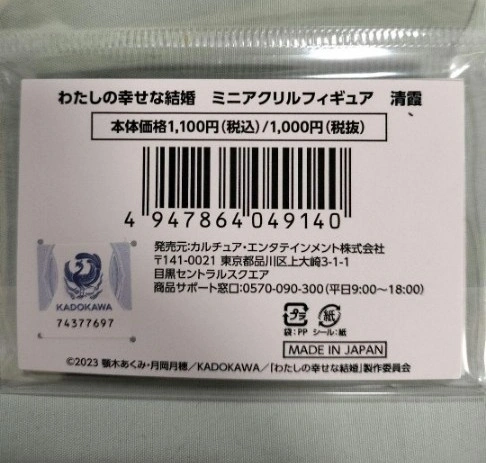 わたしの幸せな結婚 ミニアクリルフィギュア 清霞
本体価格1,100円(税込)/1,000円(税抜)
4 947864 049140
発売元:カルチュア・エンタテインメント株式会社
〒141-0021 東京都品川区上大崎3-1-1
目黒セントラルスクエア
商品サポート窓口:0570-090-300(平日9:00~18:00)
KADOKAWA
74377697
プラ 紙
袋:PP シール:紙
MADE IN JAPAN
©2023 顎木あくみ・月岡月穂/KADOKAWA/「わたしの幸せな結婚」製作委員会